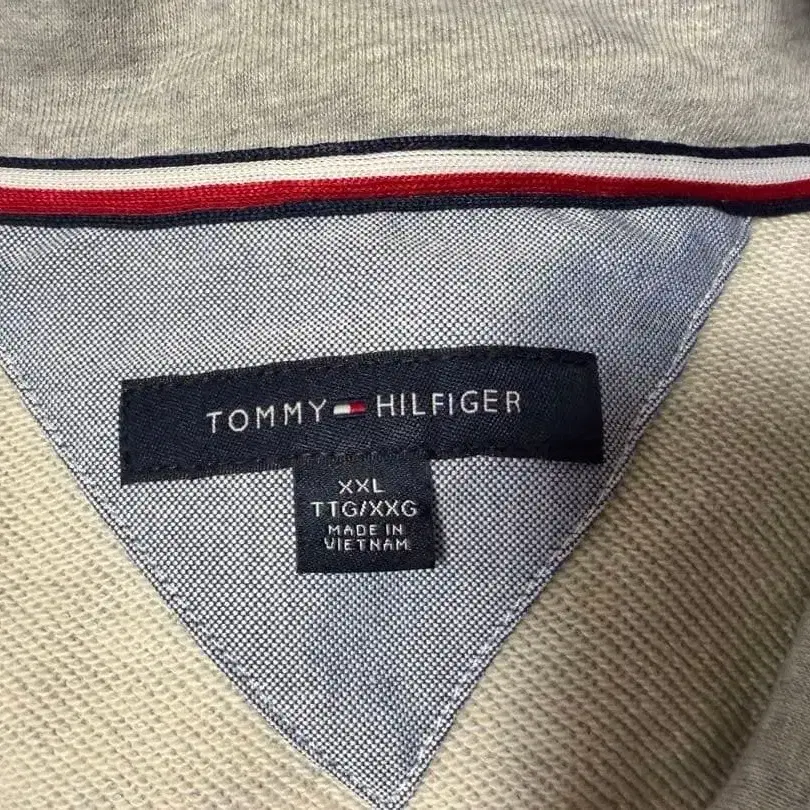 TOMMY HILFIGER
XXL
TTG/XXG
MADE IN
VIETNAM